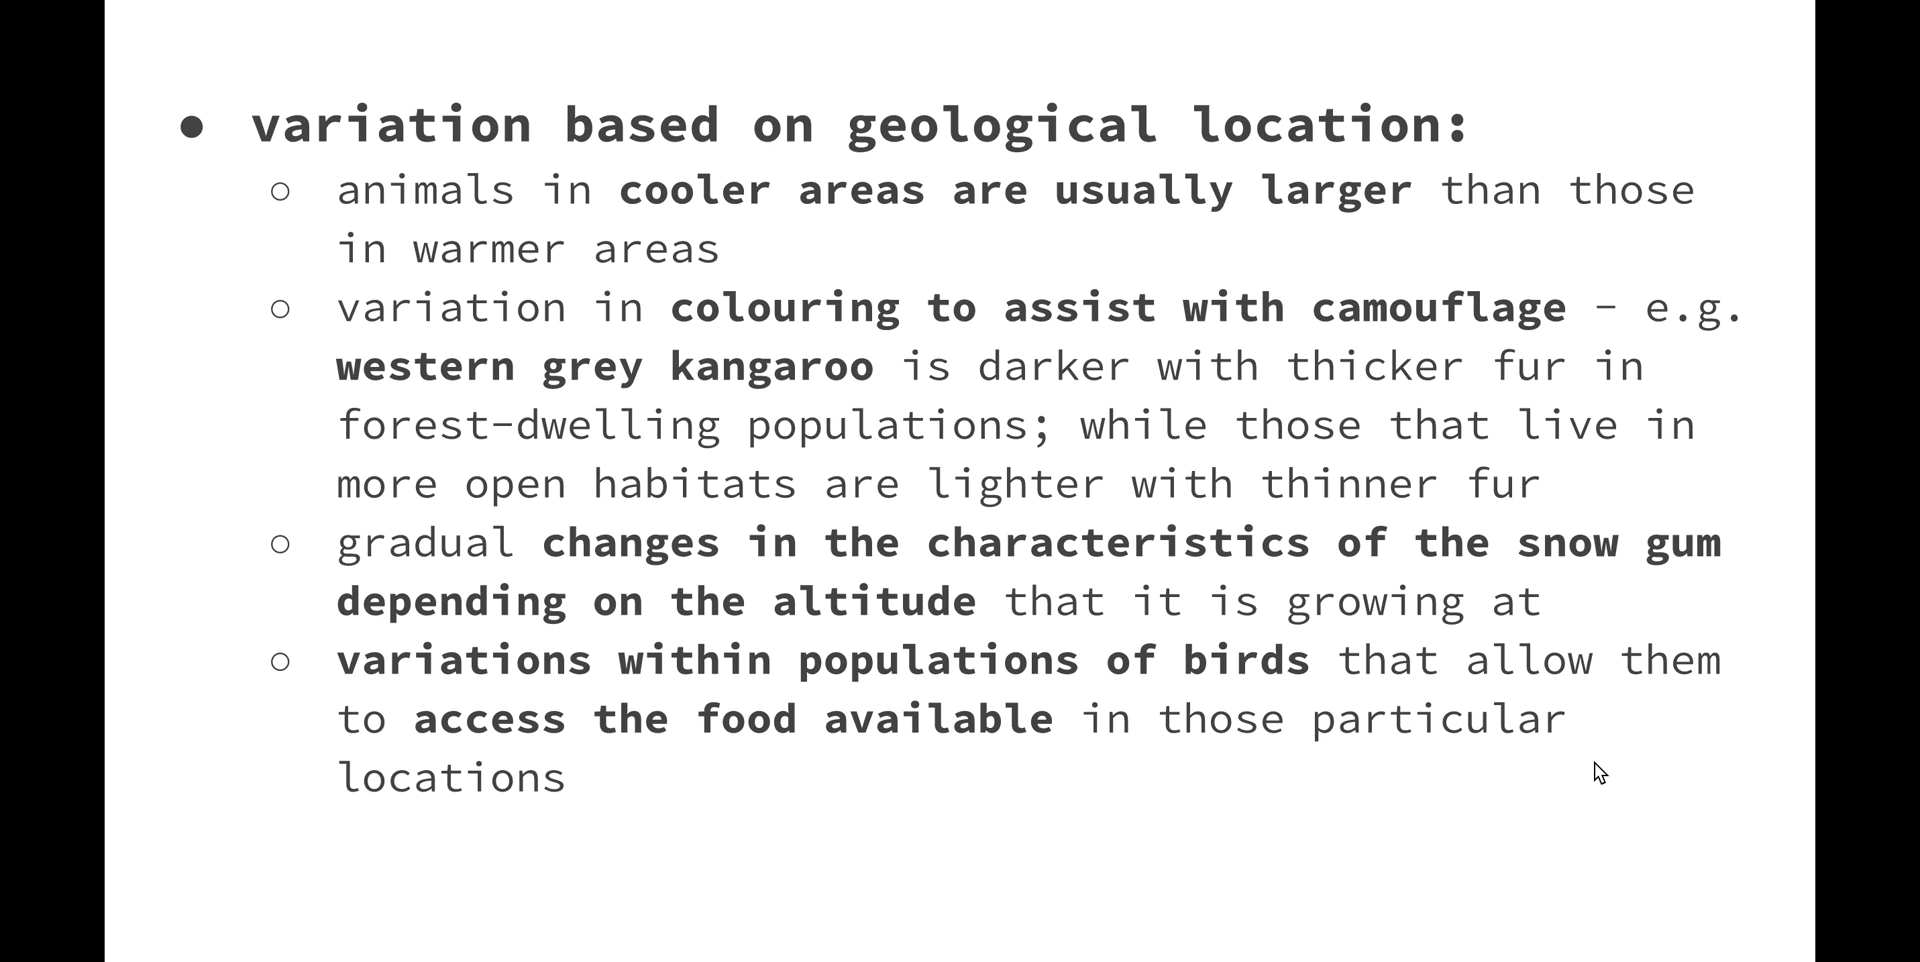 ● variation based on geological location:
○ animals in cooler areas are usually larger than those
in warmer areas
○ variation in colouring to assist with camouflage – e.g.
western grey kangaroo is darker with thicker fur in
forest-dwelling populations; while those that live in
more open habitats are lighter with thinner fur
○ gradual changes in the characteristics of the snow gum
depending on the altitude that it is growing at
○ variations within populations of birds that allow them
to access the food available in those particular
locations